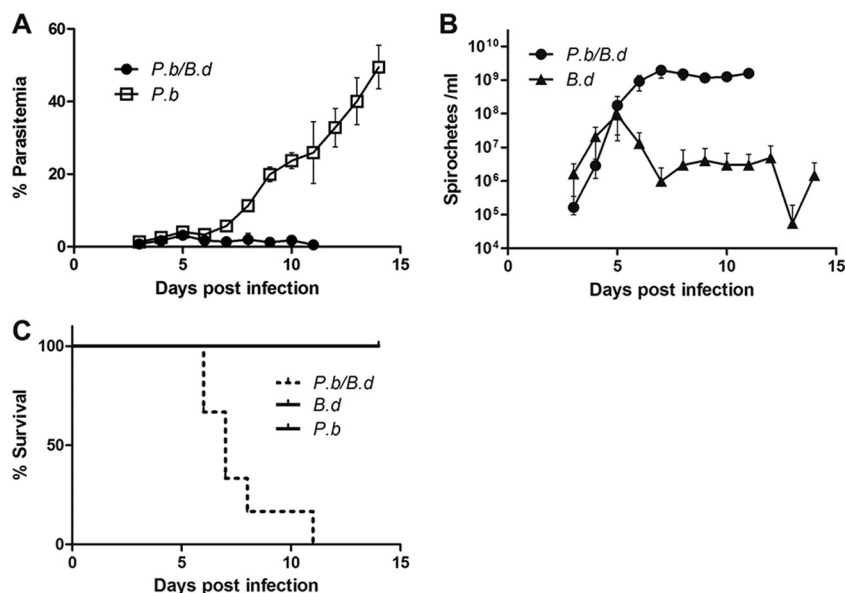 A
% Parasitemia
60
40
20
0
0 5 10 15
P.b/B.d
P.b
Days post infection
B
Spirochetes /ml
10¹⁰
10⁹
10⁸
10⁷
10⁶
10⁵
10⁴
0 5 10 15
P.b/B.d
B.d
Days post infection
C
% Survival
100
50
0
0 5 10 15
P.b/B.d
B.d
P.b
Days post infection